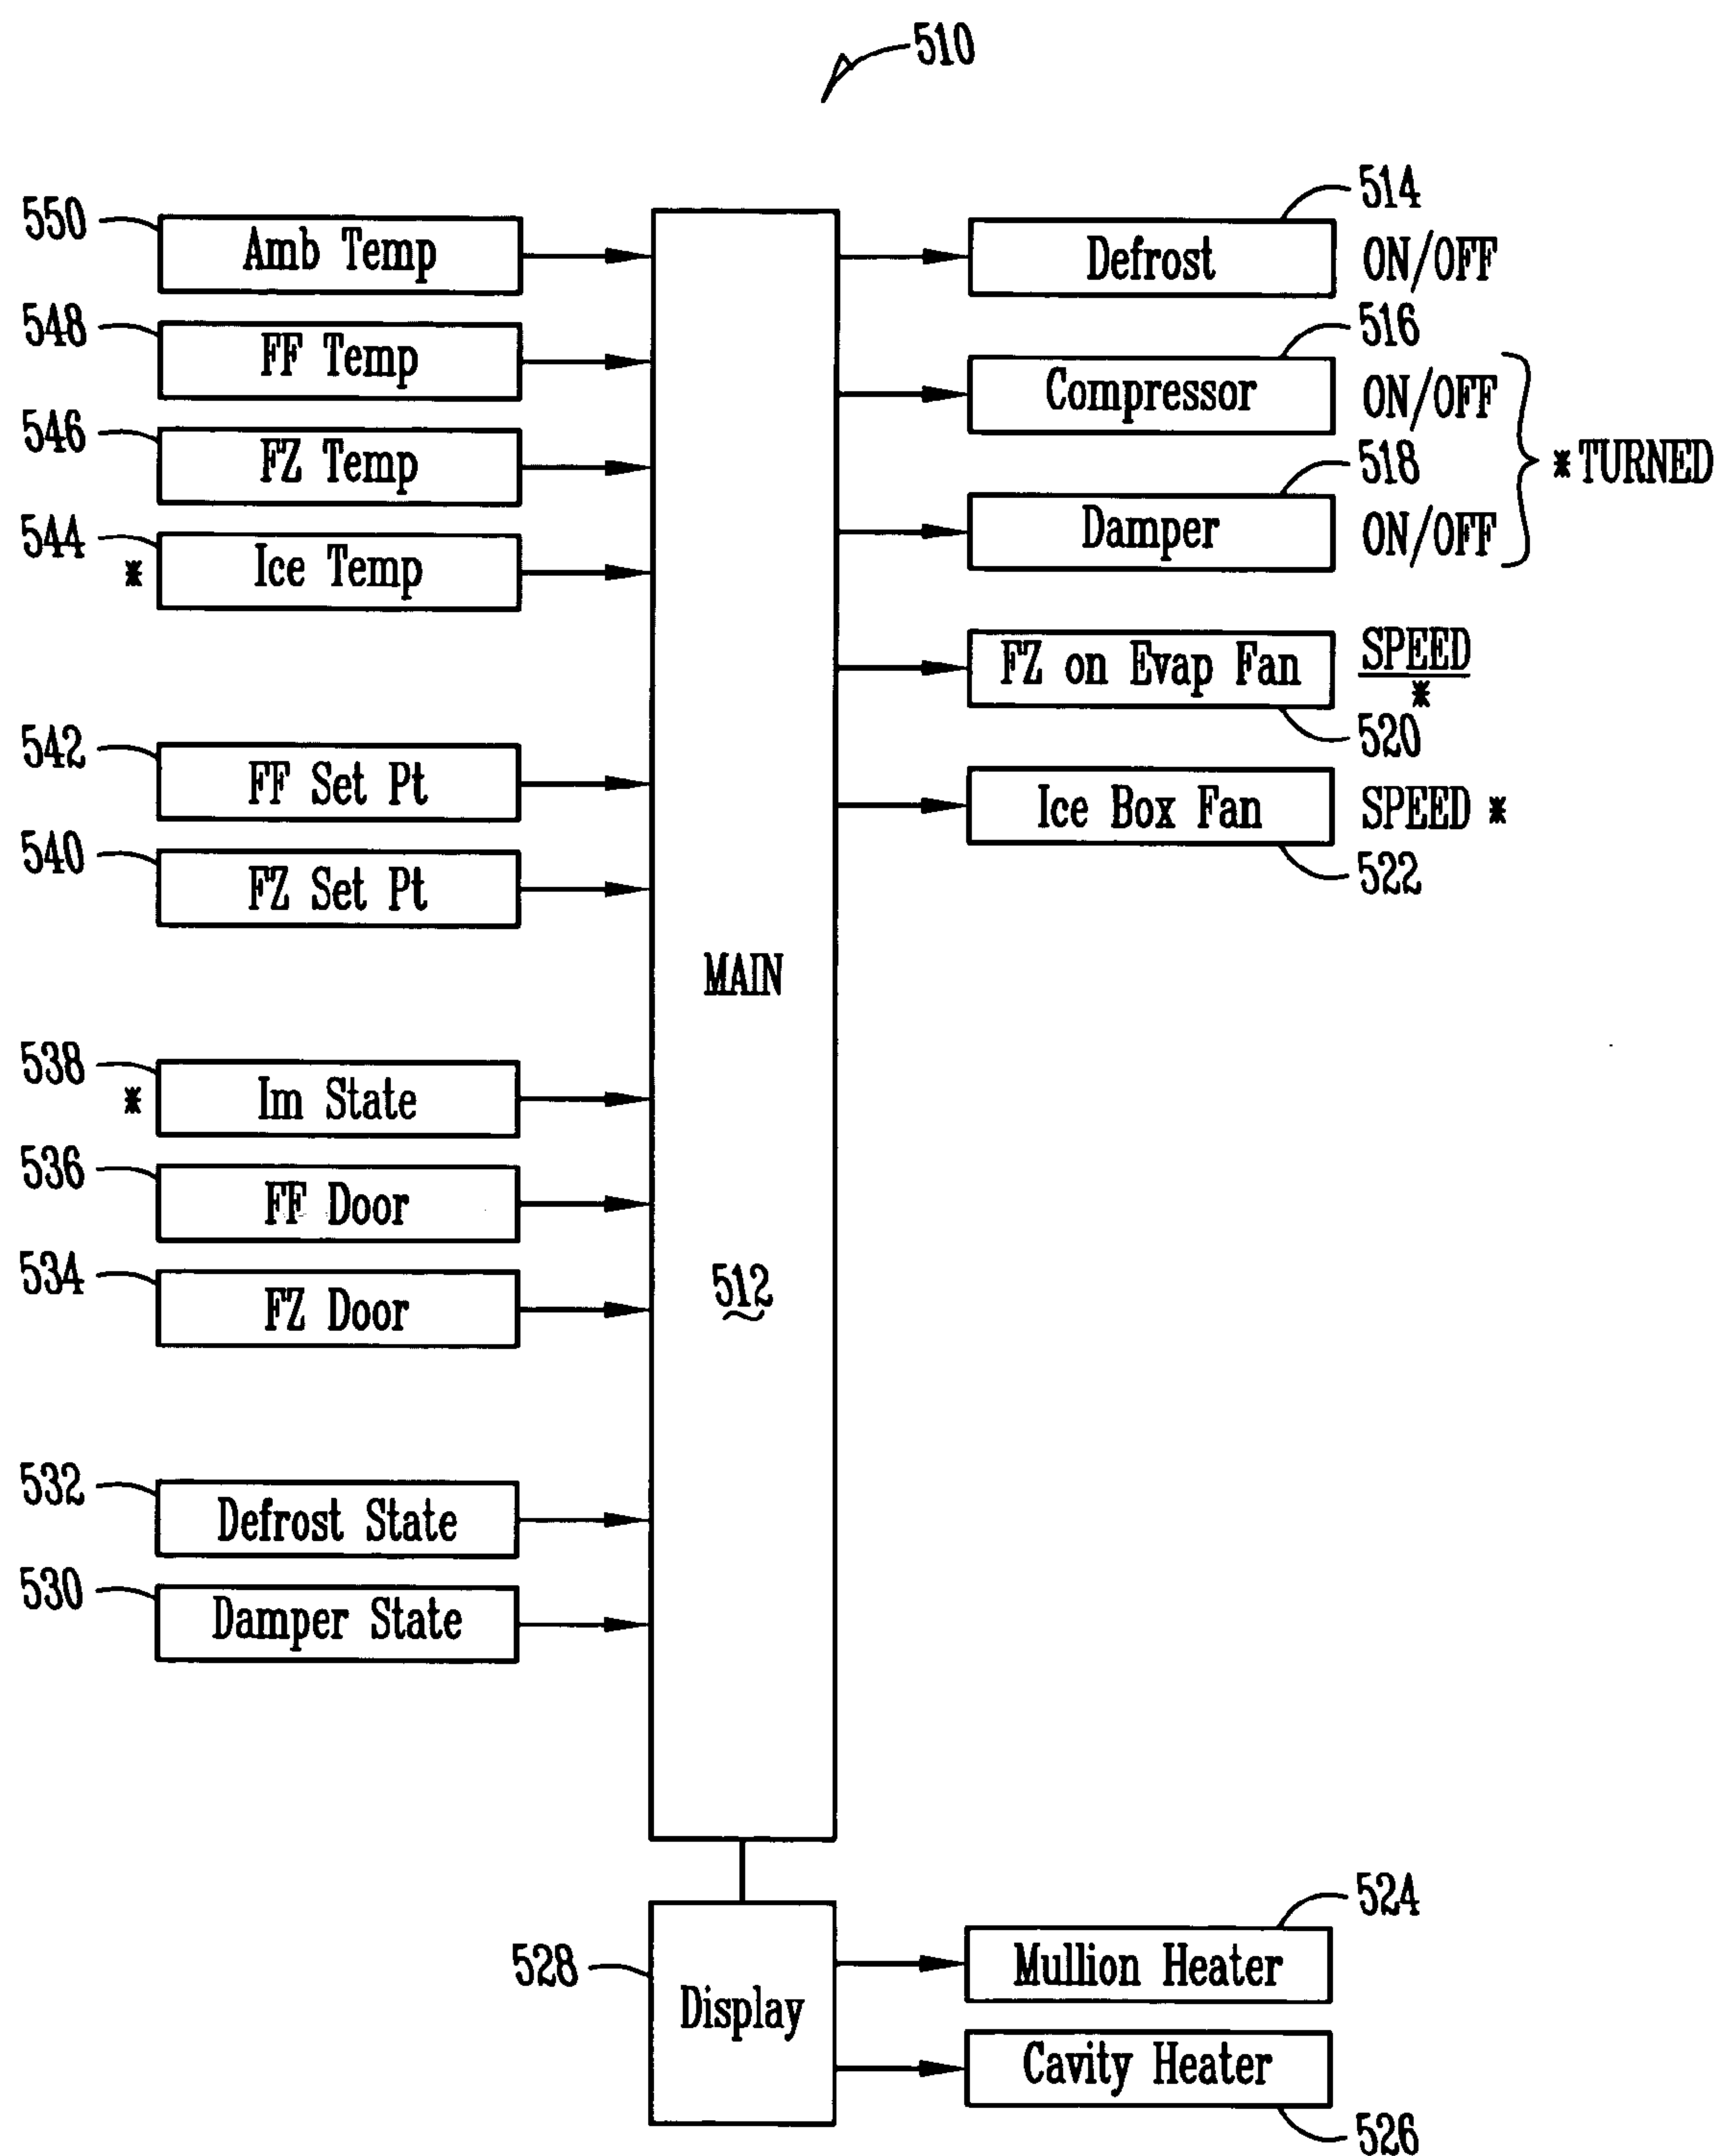 510
550
Amb Temp
548
FF Temp
546
FZ Temp
544
* Ice Temp
542
FF Set Pt
540
FZ Set Pt
538
* Im State
536
FF Door
534
FZ Door
532
Defrost State
530
Damper State
MAIN
512
514
Defrost ON/OFF
516
Compressor ON/OFF
518
Damper ON/OFF
* TURNED
FZ on Evap Fan SPEED
*
520
Ice Box Fan SPEED *
522
528
Display
524
Mullion Heater
Cavity Heater
526